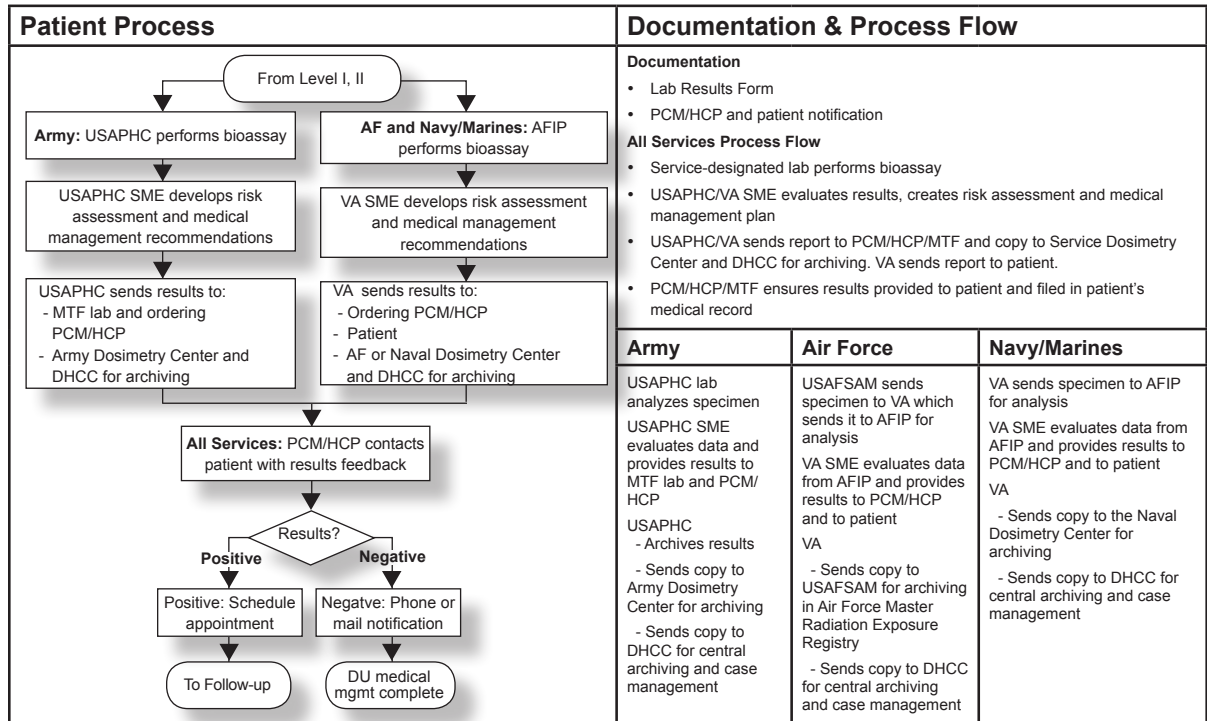 Patient Process
From Level I, II
Army: USAPHC performs bioassay
AF and Navy/Marines: AFIP
performs bioassay
USAPHC SME develops risk
assessment and medical
management recommendations
VA SME develops risk assessment
and medical management
recommendations
USAPHC sends results to:
- MTF lab and ordering
PCM/HCP
- Army Dosimetry Center and
DHCC for archiving
VA sends results to:
- Ordering PCM/HCP
- Patient
- AF or Naval Dosimetry Center
and DHCC for archiving
All Services: PCM/HCP contacts
patient with results feedback
Results?
Positive
Negative
Positive: Schedule
appointment
Negatve: Phone or
mail notification
To Follow-up
DU medical
mgmt complete
Documentation & Process Flow
Documentation
• Lab Results Form
• PCM/HCP and patient notification
All Services Process Flow
• Service-designated lab performs bioassay
• USAPHC/VA SME evaluates results, creates risk assessment and medical
management plan
• USAPHC/VA sends report to PCM/HCP/MTF and copy to Service Dosimetry
Center and DHCC for archiving. VA sends report to patient.
• PCM/HCP/MTF ensures results provided to patient and filed in patient's
medical record
Army
USAPHC lab
analyzes specimen
USAPHC SME
evaluates data and
provides results to
MTF lab and PCM/
HCP
USAPHC
- Archives results
- Sends copy to
Army Dosimetry
Center for archiving
- Sends copy to
DHCC for central
archiving and case
management
Air Force
USAFSAM sends
specimen to VA which
sends it to AFIP for
analysis
VA SME evaluates data
from AFIP and provides
results to PCM/HCP
and to patient
VA
- Sends copy to
USAFSAM for archiving
in Air Force Master
Radiation Exposure
Registry
- Sends copy to DHCC
for central archiving
and case management
Navy/Marines
VA sends specimen to AFIP
for analysis
VA SME evaluates data from
AFIP and provides results to
PCM/HCP and to patient
VA
- Sends copy to the Naval
Dosimetry Center for
archiving
- Sends copy to DHCC for
central archiving and case
management